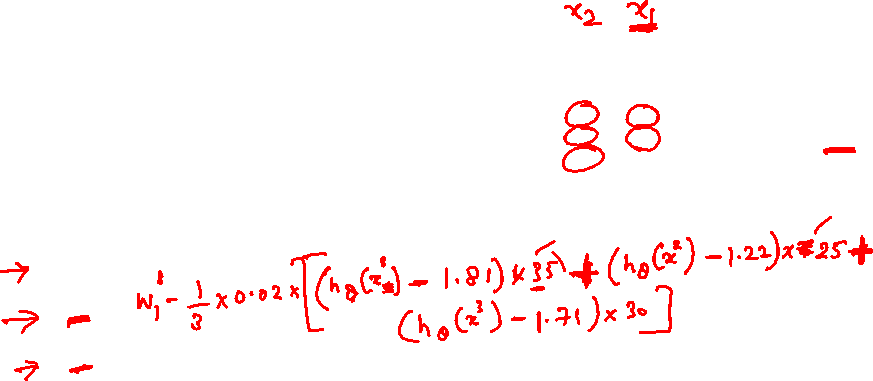 x₂ x₁
w₁ - 1/3 × 0.02 × [(hθ(x¹) - 1.81) × 35) + (hθ(x²) - 1.22) × 25 +
(hθ(x³) - 1.71) × 30]